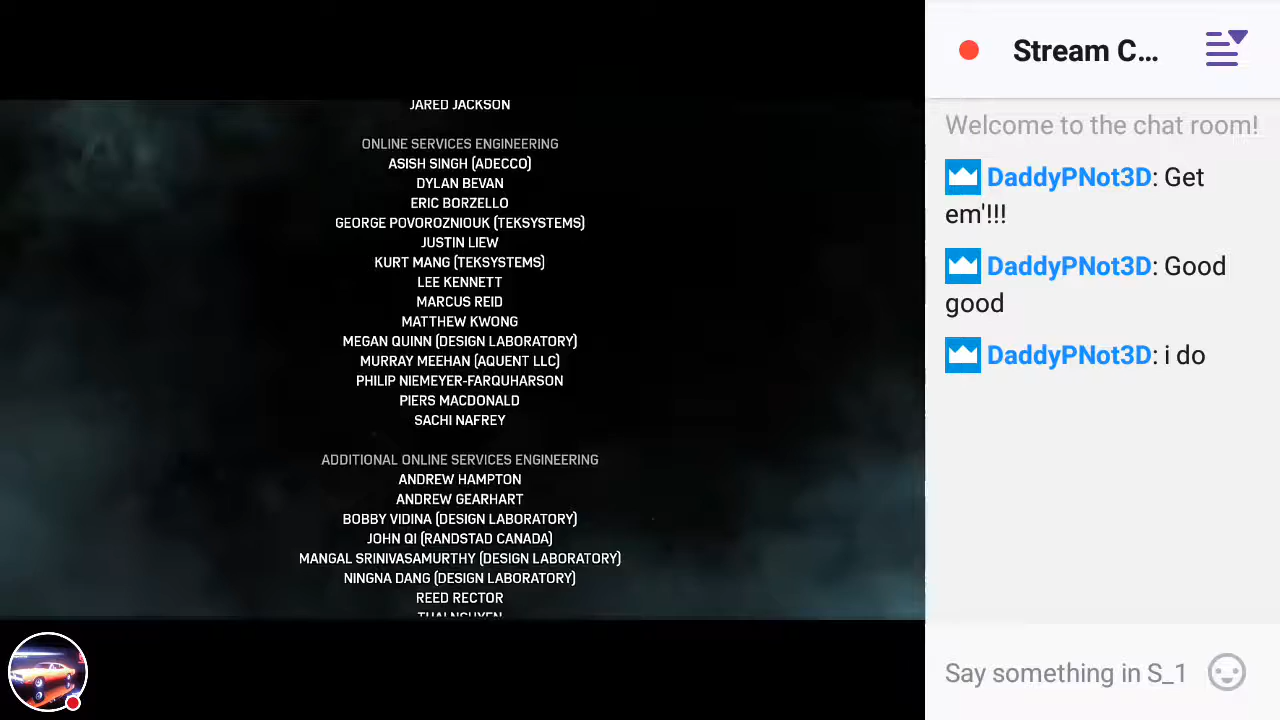 JARED JACKSON
ONLINE SERVICES ENGINEERING
ASISH SINGH (ADECCO)
DYLAN BEVAN
ERIC BORZELLO
GEORGE POVOROZNIOUK (TEKSYSTEMS)
JUSTIN LIEW
KURT MANG (TEKSYSTEMS)
LEE KENNETT
MARCUS REID
MATTHEW KWONG
MEGAN QUINN (DESIGN LABORATORY)
MURRAY MEEHAN (AQUENT LLC)
PHILIP NIEMEYER-FARQUHARSON
PIERS MACDONALD
SACHI NAFREY
ADDITIONAL ONLINE SERVICES ENGINEERING
ANDREW HAMPTON
ANDREW GEARHART
BOBBY VIDINA (DESIGN LABORATORY)
JOHN QI (RANDSTAD CANADA)
MANGAL SRINIVASAMURTHY (DESIGN LABORATORY)
NINGNA DANG (DESIGN LABORATORY)
REED RECTOR
Stream C...
Welcome to the chat room!
DaddyPNot3D: Get
em'!!!
DaddyPNot3D: Good
good
DaddyPNot3D: i do
Say something in S_1